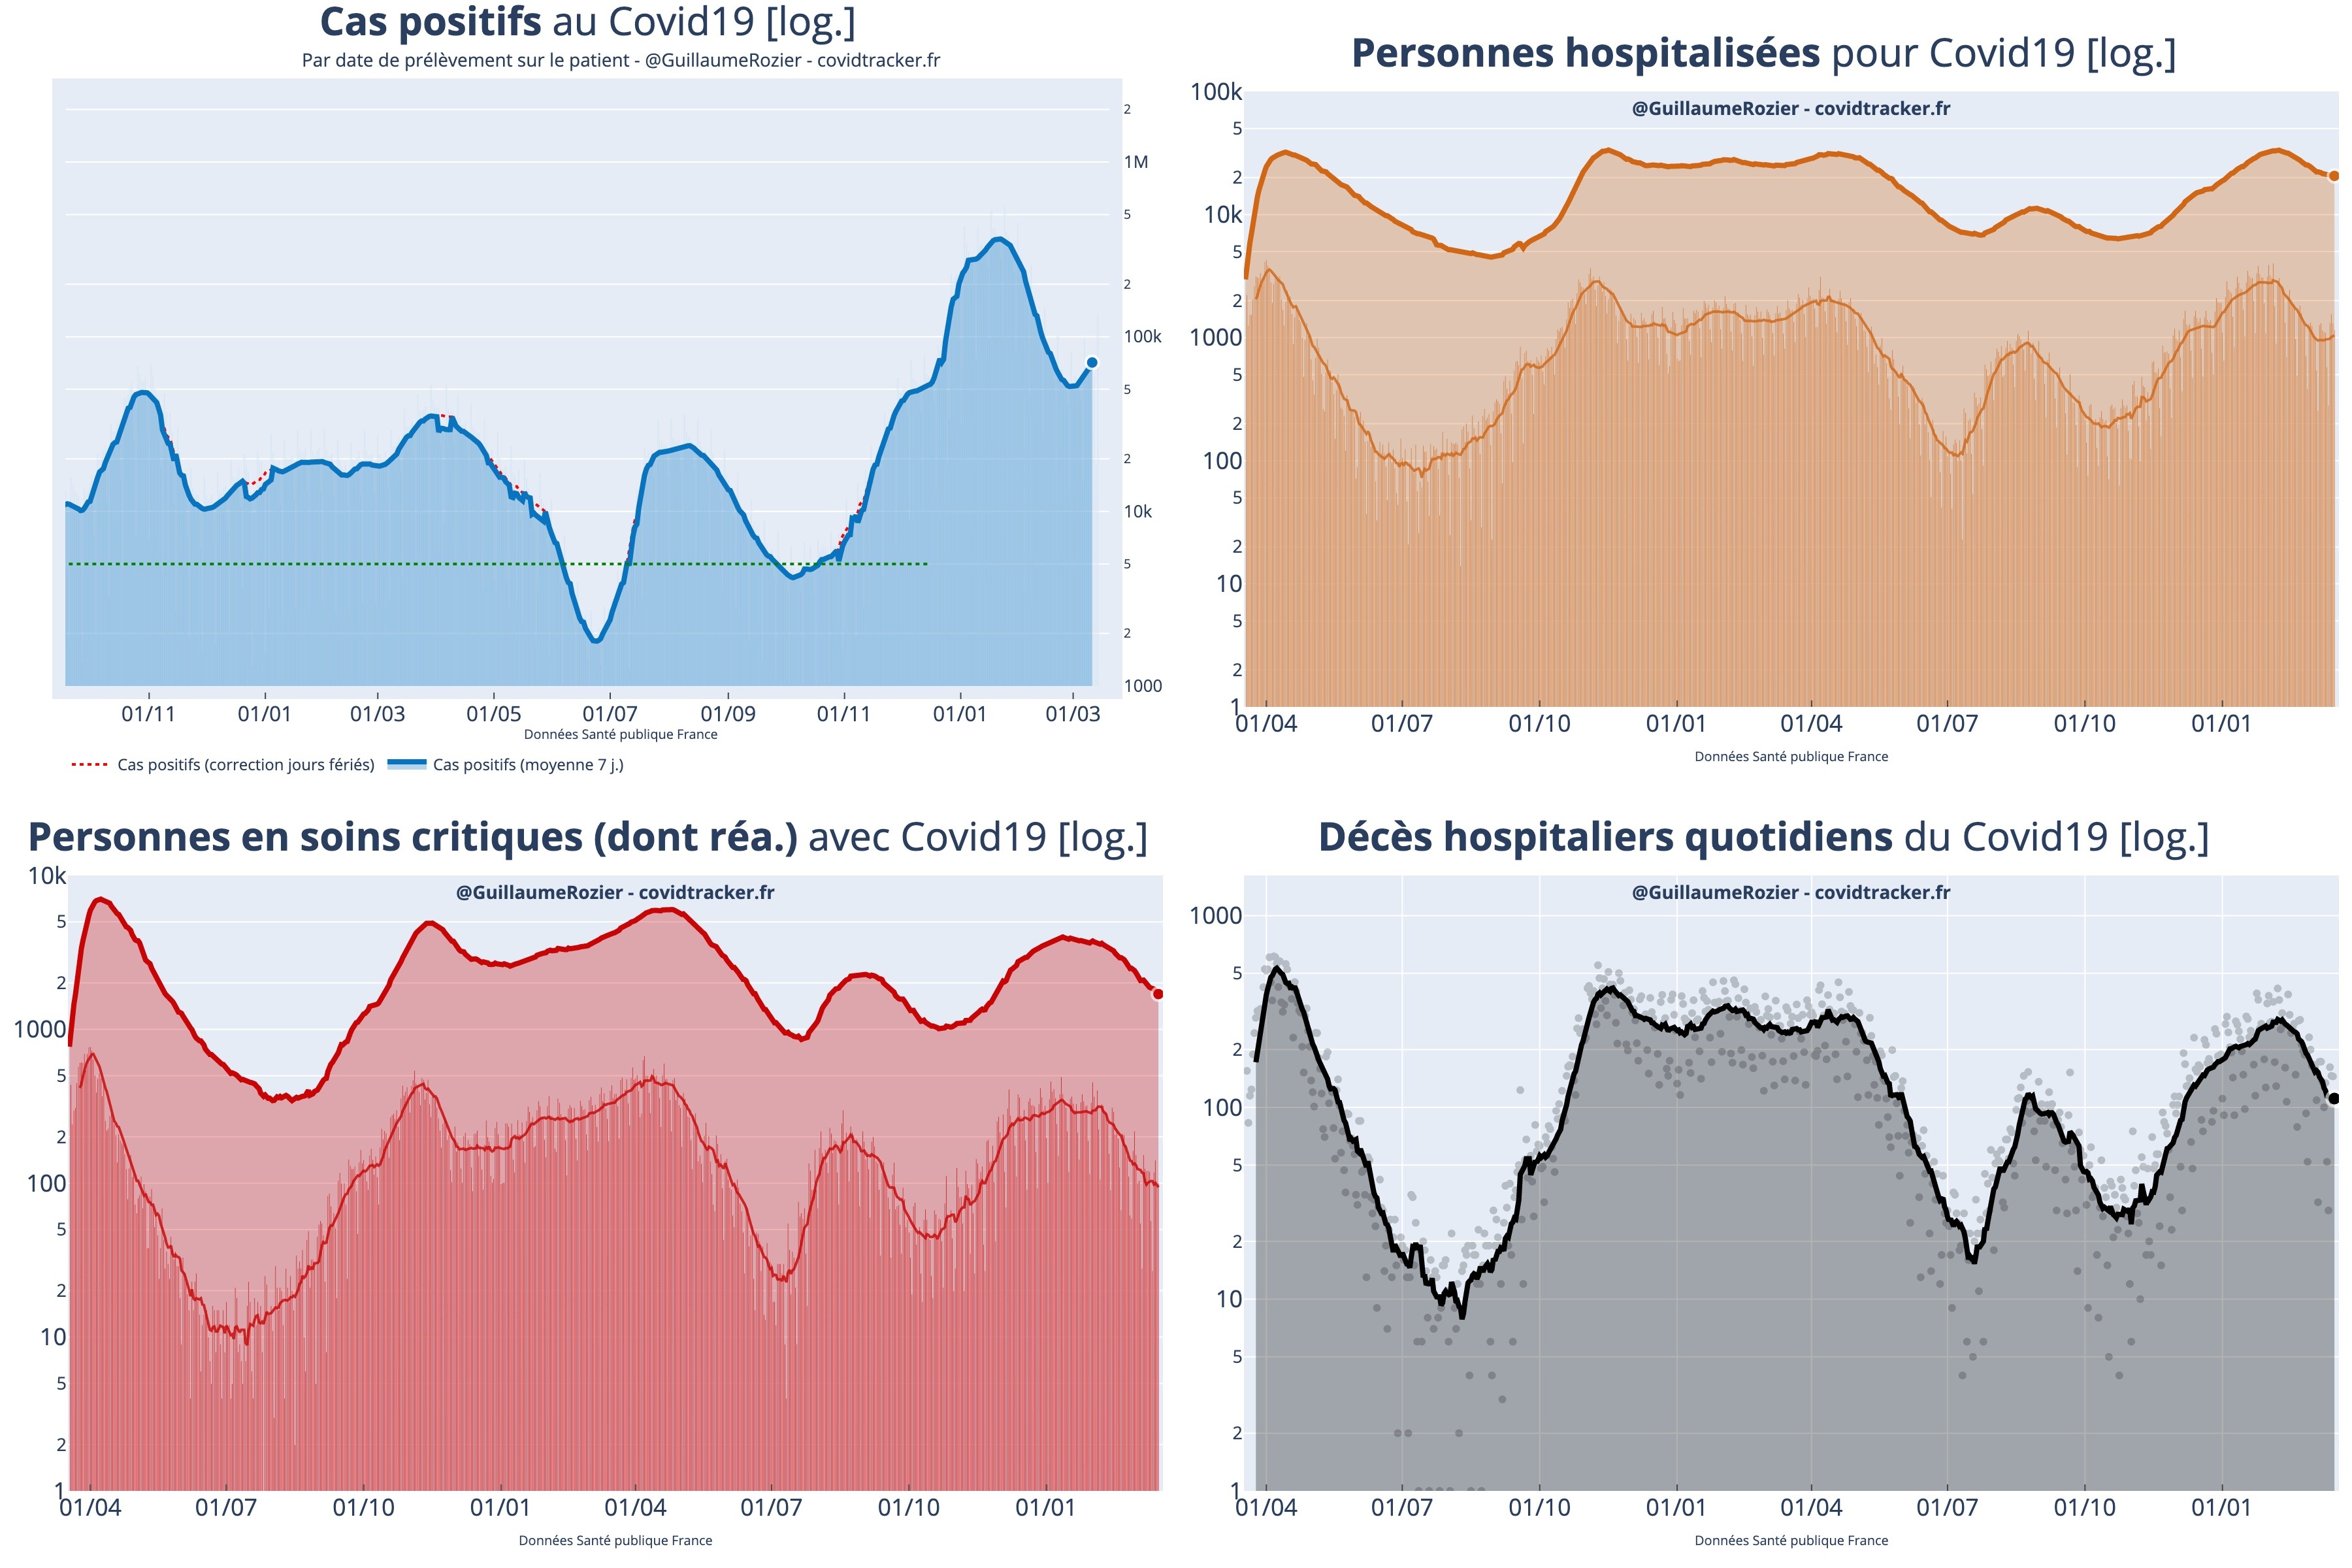 Cas positifs au Covid19 [log.]
Par date de prélèvement sur le patient - @GuillaumeRozier - covidtracker.fr
2
1M
5
2
100k
5
2
10k
5
2
1000
01/11 01/01 01/03 01/05 01/07 01/09 01/11 01/01 01/03
Données Santé publique France
Cas positifs (correction jours fériés) Cas positifs (moyenne 7 j.)
Personnes hospitalisées pour Covid19 [log.]
@GuillaumeRozier - covidtracker.fr
100k
5
2
10k
5
2
1000
5
2
100
5
2
10
5
2
1
01/04 01/07 01/10 01/01 01/04 01/07 01/10 01/01
Données Santé publique France
Personnes en soins critiques (dont réa.) avec Covid19 [log.]
@GuillaumeRozier - covidtracker.fr
10k
5
2
1000
5
2
100
5
2
10
5
2
1
01/04 01/07 01/10 01/01 01/04 01/07 01/10 01/01
Données Santé publique France
Décès hospitaliers quotidiens du Covid19 [log.]
@GuillaumeRozier - covidtracker.fr
1000
5
2
100
5
2
10
5
2
1
01/04 01/07 01/10 01/01 01/04 01/07 01/10 01/01
Données Santé publique France